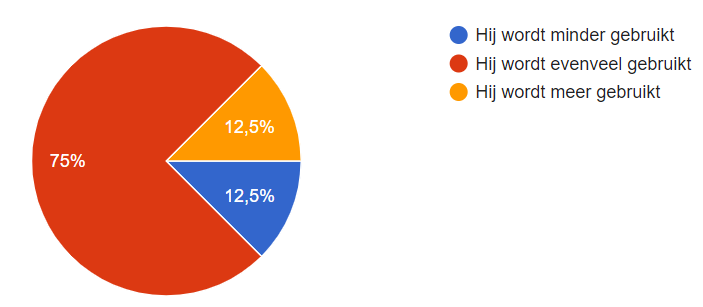 Hij wordt minder gebruikt
Hij wordt evenveel gebruikt
Hij wordt meer gebruikt
12,5%
75%
12,5%